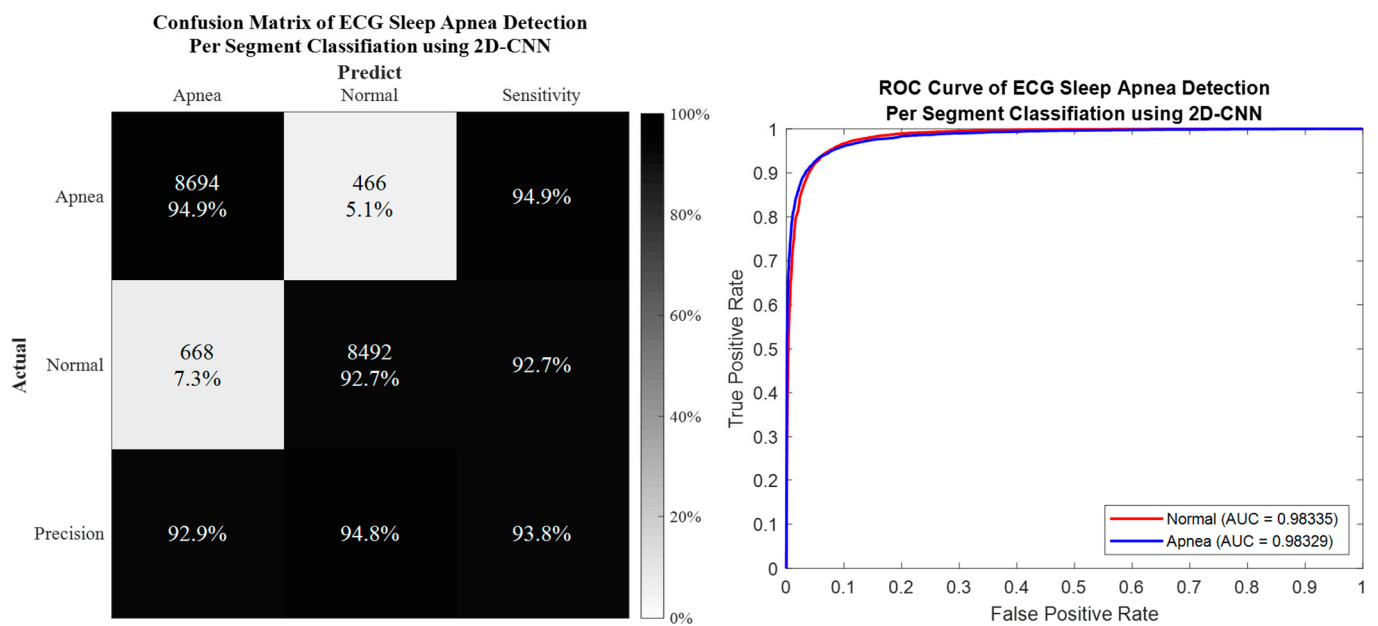 Confusion Matrix of ECG Sleep Apnea Detection
Per Segment Classifiation using 2D-CNN
Predict
Apnea Normal Sensitivity
Apnea
8694
94.9%
466
5.1%
94.9%
Actual
Normal
668
7.3%
8492
92.7%
92.7%
Precision
92.9%
94.8%
93.8%
100%
80%
60%
40%
20%
0%
ROC Curve of ECG Sleep Apnea Detection
Per Segment Classifiation using 2D-CNN
True Positive Rate
1
0.9
0.8
0.7
0.6
0.5
0.4
0.3
0.2
0.1
0
0 0.1 0.2 0.3 0.4 0.5 0.6 0.7 0.8 0.9 1
False Positive Rate
Normal (AUC = 0.98335)
Apnea (AUC = 0.98329)